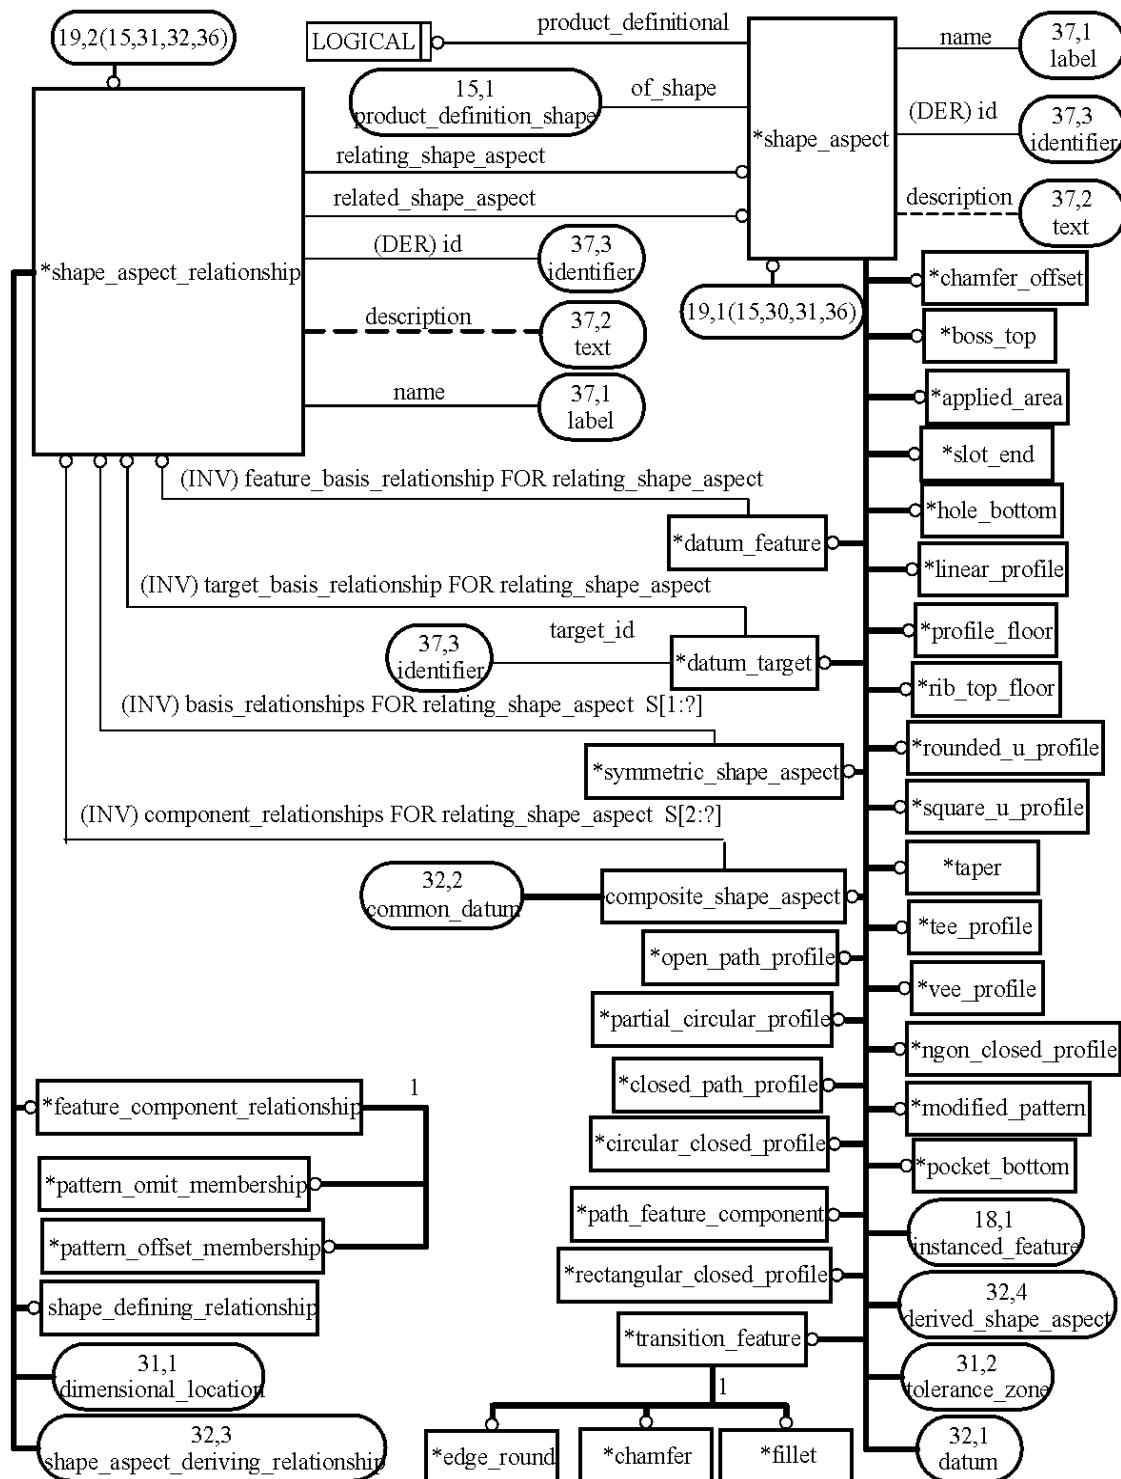 19,2(15,31,32,36)
LOGICAL
product_definitional
name
37,1
label
15,1
product_definition_shape
of_shape
*shape_aspect
(DER) id
37,3
identifier
relating_shape_aspect
related_shape_aspect
description
37,2
text
*shape_aspect_relationship
(DER) id
37,3
identifier
description
37,2
text
name
37,1
label
19,1(15,30,31,36)
*chamfer_offset
*boss_top
*applied_area
*slot_end
(INV) feature_basis_relationship FOR relating_shape_aspect
*hole_bottom
*datum_feature
*linear_profile
(INV) target_basis_relationship FOR relating_shape_aspect
target_id
37,3
identifier
*datum_target
*profile_floor
*rib_top_floor
(INV) basis_relationships FOR relating_shape_aspect S[1:?]
*symmetric_shape_aspect
*rounded_u_profile
*square_u_profile
(INV) component_relationships FOR relating_shape_aspect S[2:?]
*taper
32,2
common_datum
composite_shape_aspect
*tee_profile
*open_path_profile
*vee_profile
*partial_circular_profile
*ngon_closed_profile
*closed_path_profile
*modified_pattern
*circular_closed_profile
*pocket_bottom
*feature_component_relationship
1
*pattern_omit_membership
*pattern_offset_membership
shape_defining_relationship
31,1
dimensional_location
32,3
shape_aspect_deriving_relationship
*path_feature_component
18,1
instanced_feature
*rectangular_closed_profile
32,4
derived_shape_aspect
*transition_feature
1
31,2
tolerance_zone
*edge_round
*chamfer
*fillet
32,1
datum